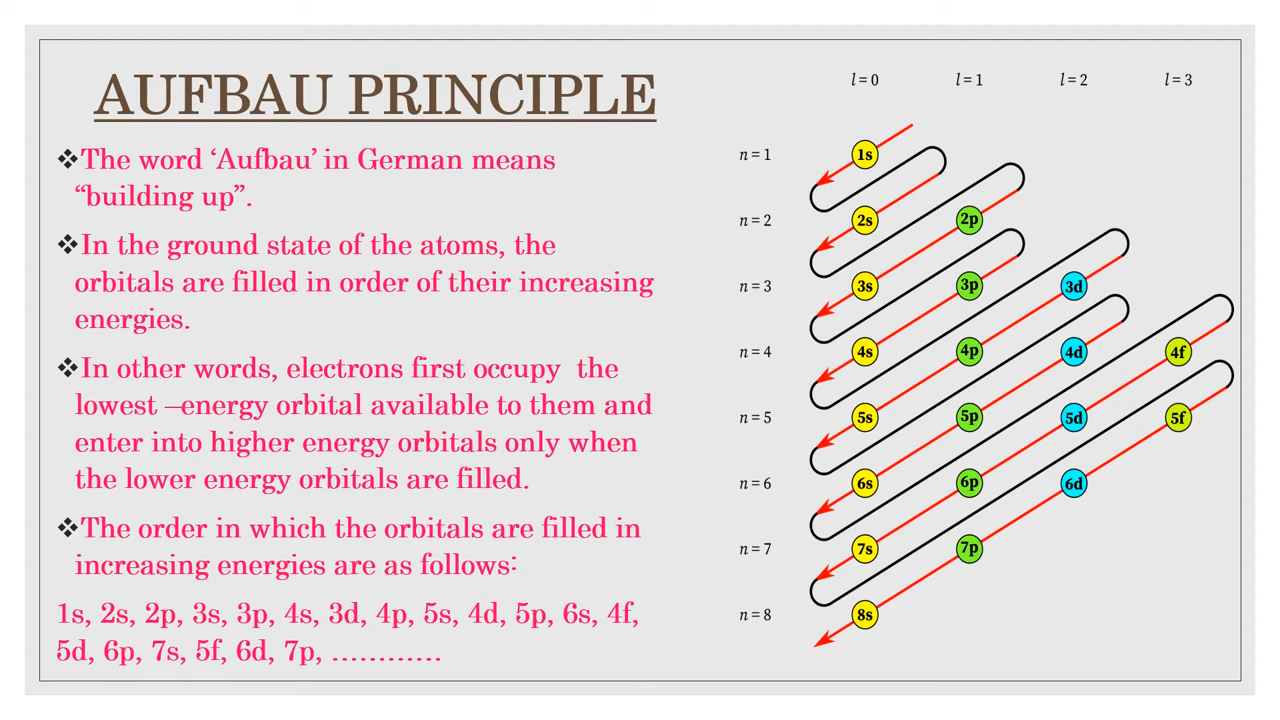 AUFBAU PRINCIPLE
❖The word ‘Aufbau’ in German means
“building up”.
❖In the ground state of the atoms, the
orbitals are filled in order of their increasing
energies.
❖In other words, electrons first occupy  the
lowest –energy orbital available to them and
enter into higher energy orbitals only when
the lower energy orbitals are filled.
❖The order in which the orbitals are filled in
increasing energies are as follows:
1s, 2s, 2p, 3s, 3p, 4s, 3d, 4p, 5s, 4d, 5p, 6s, 4f,
5d, 6p, 7s, 5f, 6d, 7p, …………
l = 0 l = 1 l = 2 l = 3
n = 1 1s
n = 2 2s 2p
n = 3 3s 3p 3d
n = 4 4s 4p 4d 4f
n = 5 5s 5p 5d 5f
n = 6 6s 6p 6d
n = 7 7s 7p
n = 8 8s